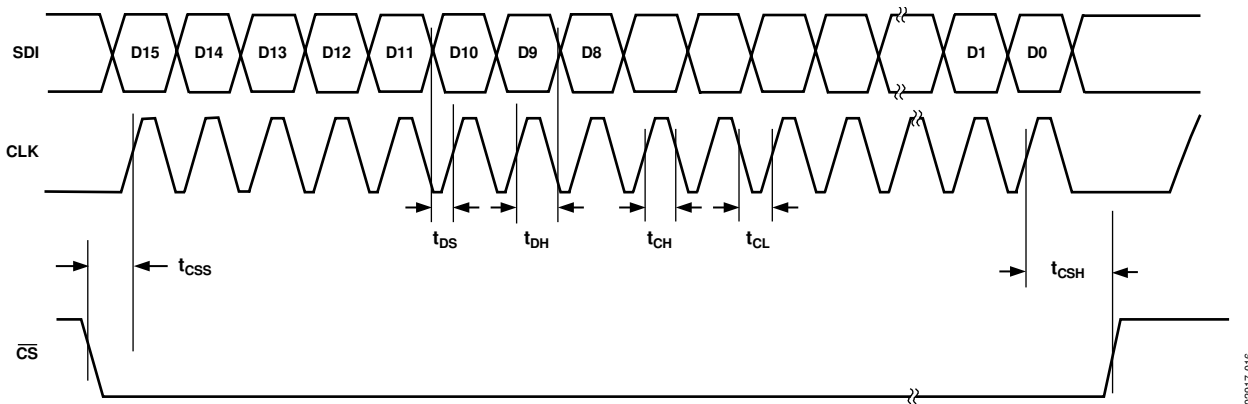 SDI D15 D14 D13 D12 D11 D10 D9 D8 D1 D0
CLK
tDS tDH tCH tCL
tCSS tCSH
CS